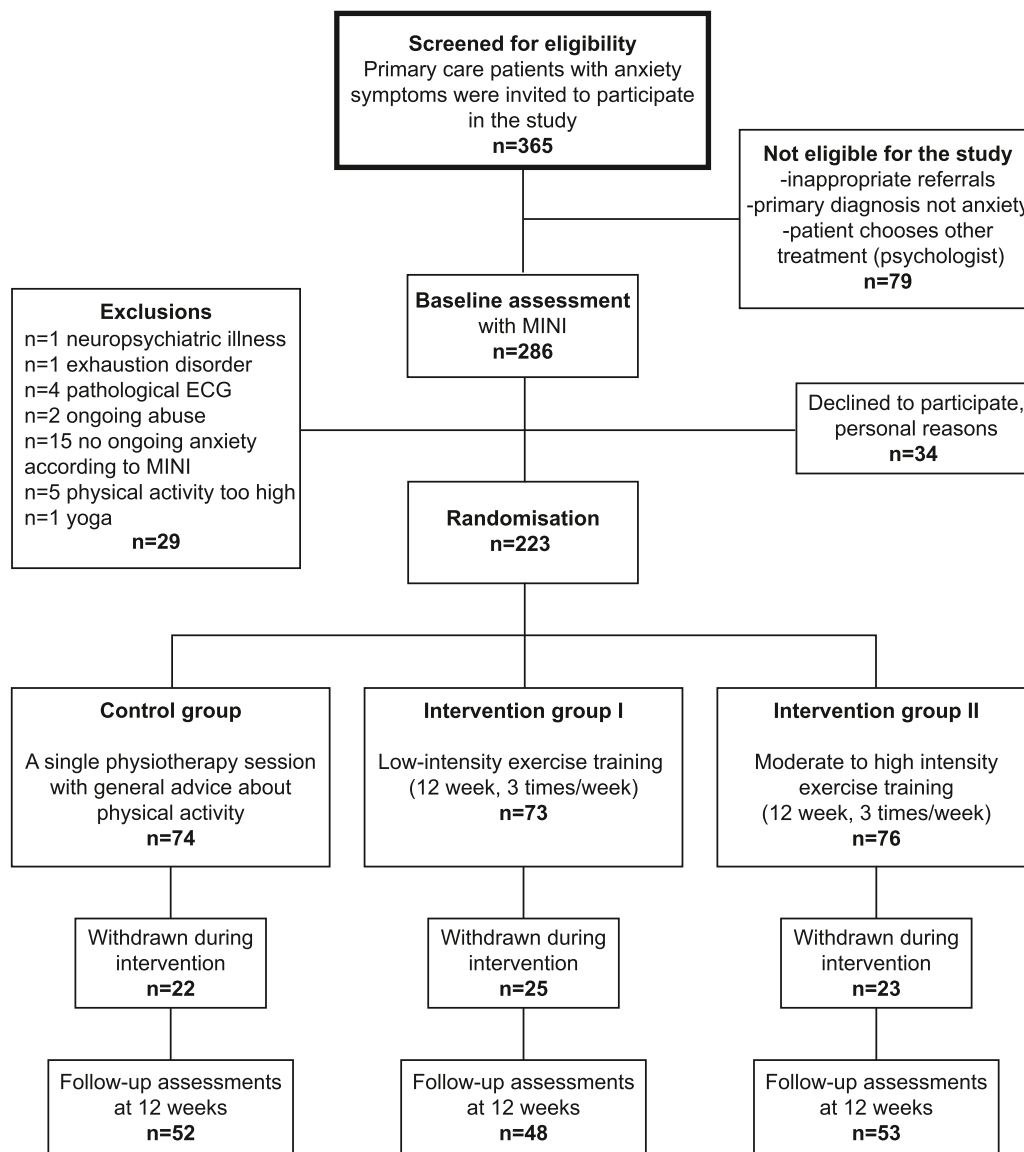 Screened for eligibility
Primary care patients with anxiety
symptoms were invited to participate
in the study
n=365
Not eligible for the study
-inappropriate referrals
-primary diagnosis not anxiety
-patient chooses other
treatment (psychologist)
n=79
Baseline assessment
with MINI
n=286
Exclusions
n=1 neuropsychiatric illness
n=1 exhaustion disorder
n=4 pathological ECG
n=2 ongoing abuse
n=15 no ongoing anxiety
according to MINI
n=5 physical activity too high
n=1 yoga
n=29
Declined to participate,
personal reasons
n=34
Randomisation
n=223
Control group
A single physiotherapy session
with general advice about
physical activity
n=74
Intervention group I
Low-intensity exercise training
(12 week, 3 times/week)
n=73
Intervention group II
Moderate to high intensity
exercise training
(12 week, 3 times/week)
n=76
Withdrawn during
intervention
n=22
Withdrawn during
intervention
n=25
Withdrawn during
intervention
n=23
Follow-up assessments
at 12 weeks
n=52
Follow-up assessments
at 12 weeks
n=48
Follow-up assessments
at 12 weeks
n=53